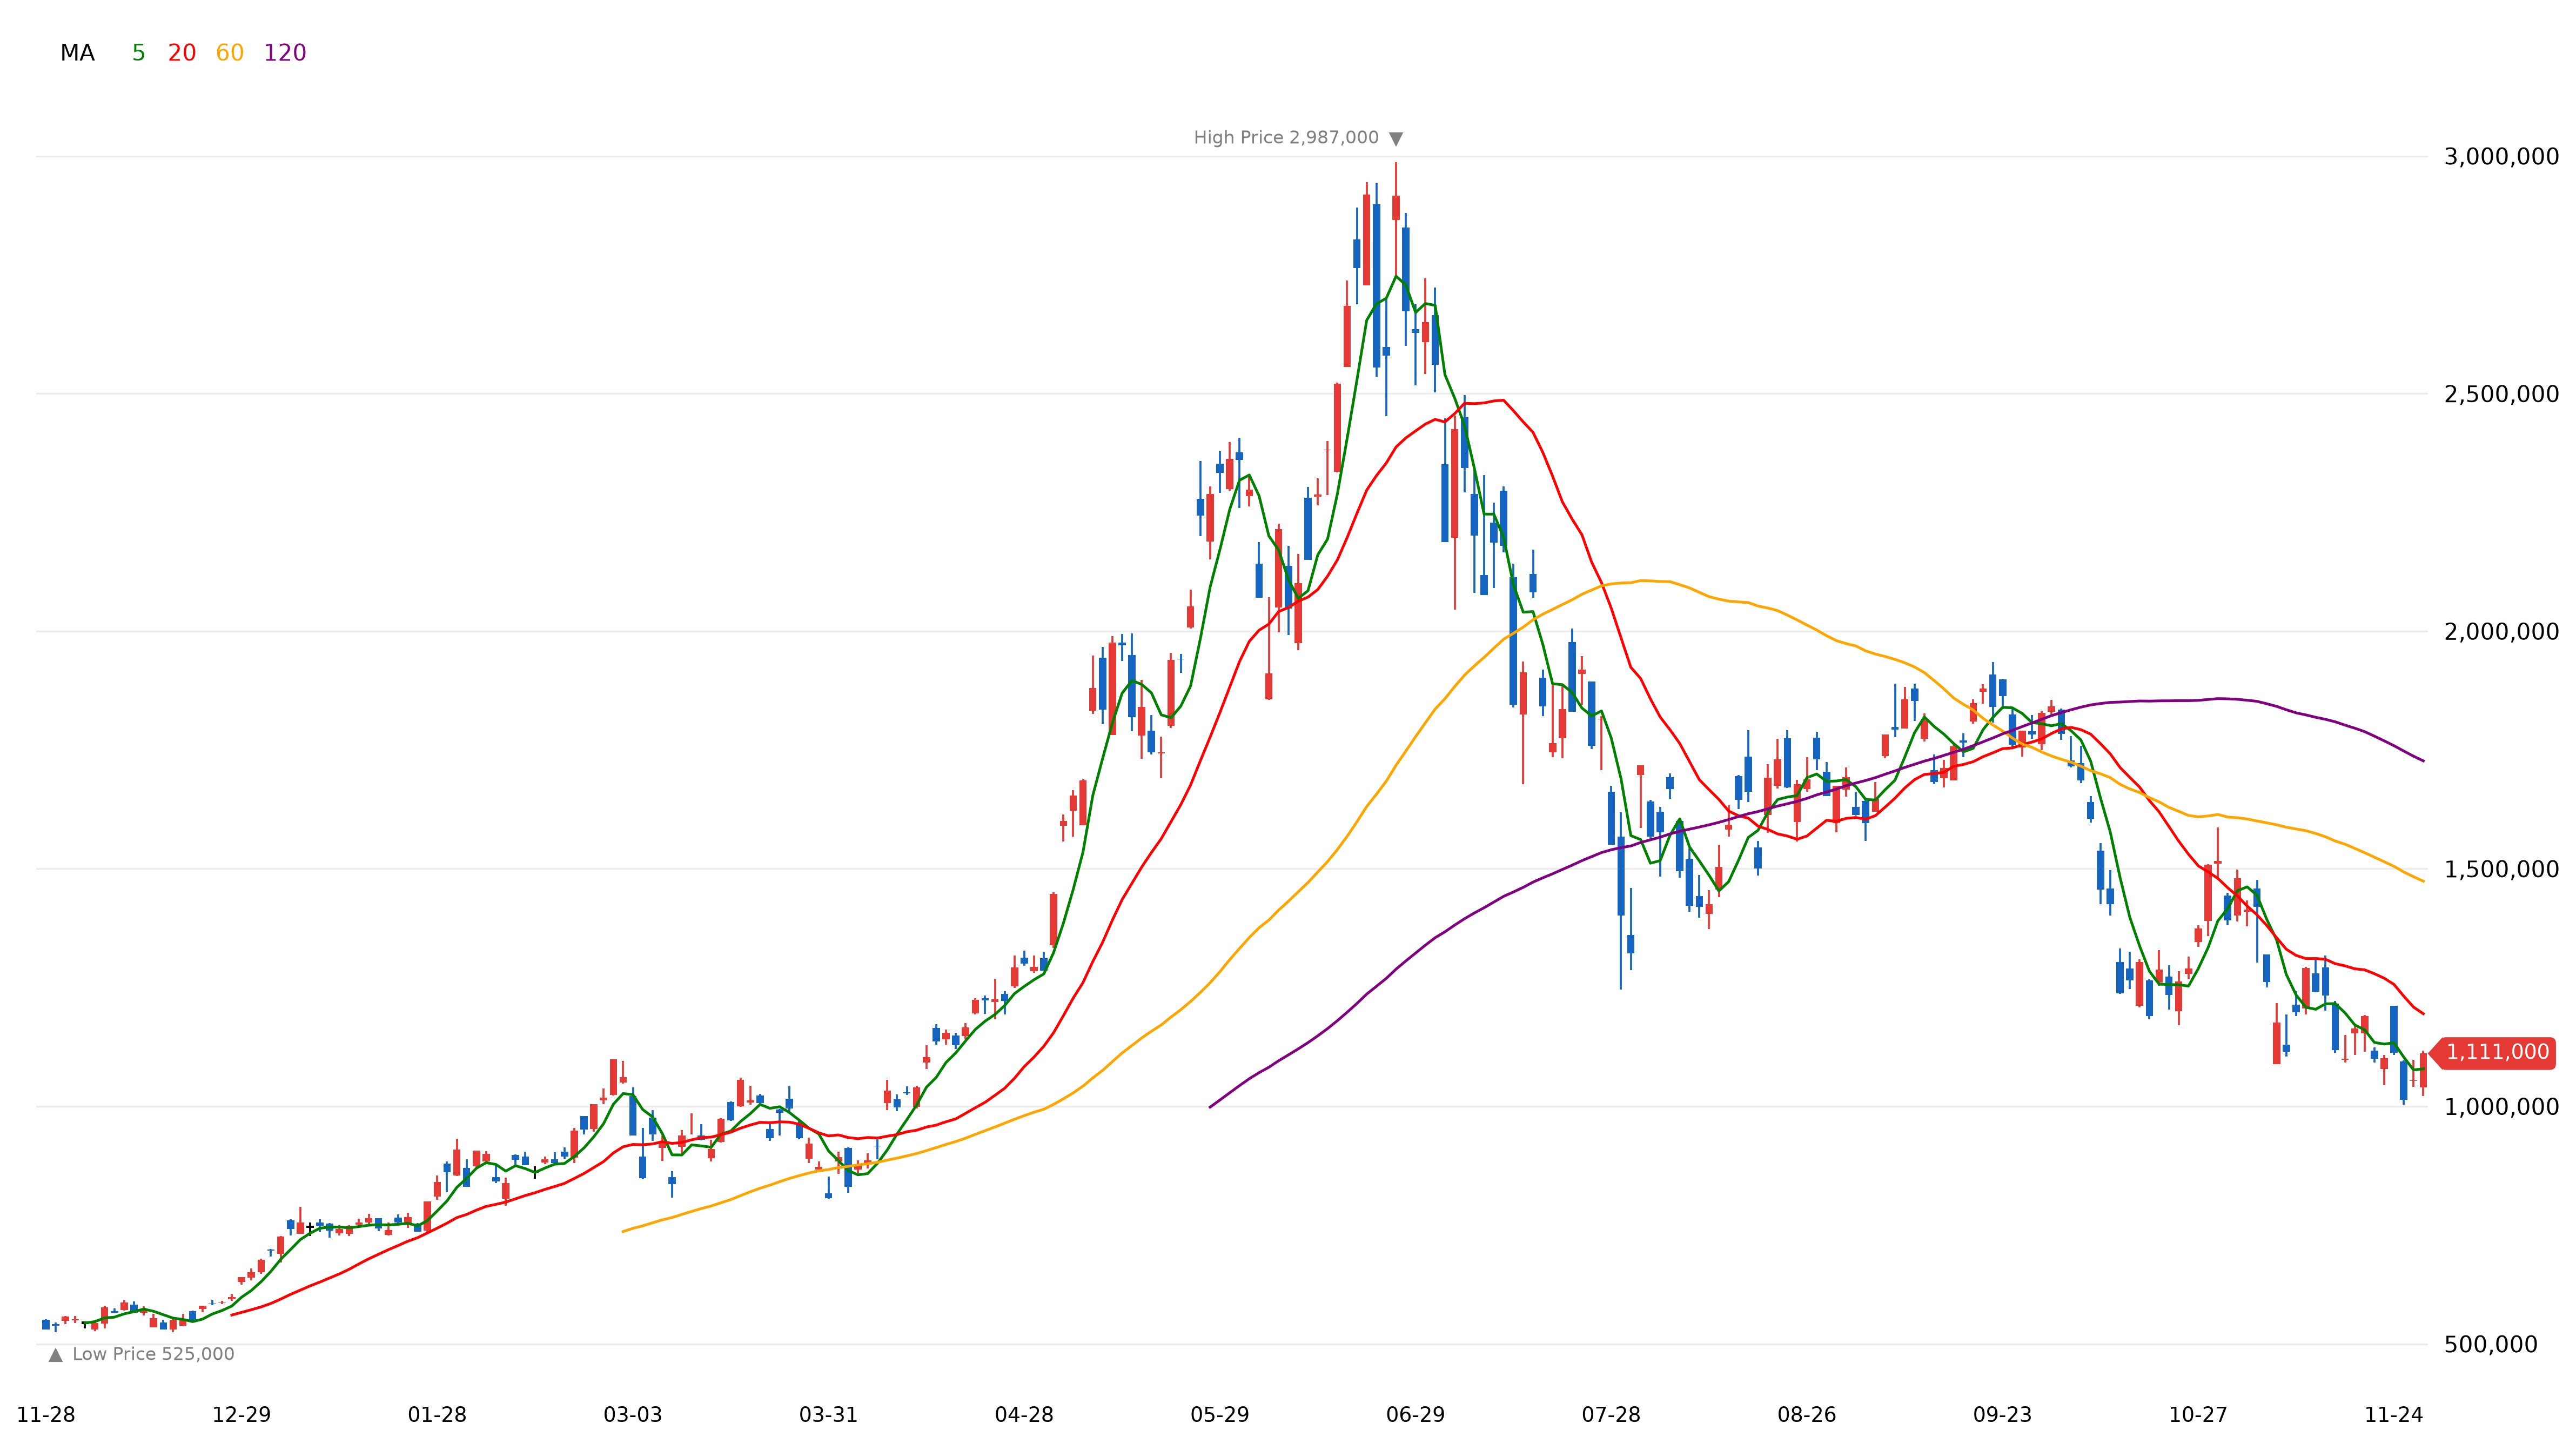 MA 5 20 60 120
High Price 2,987,000 ▼
3,000,000
2,500,000
2,000,000
1,500,000
1,111,000
1,000,000
500,000
▲ Low Price 525,000
11-28 12-29 01-28 03-03 03-31 04-28 05-29 06-29 07-28 08-26 09-23 10-27 11-24